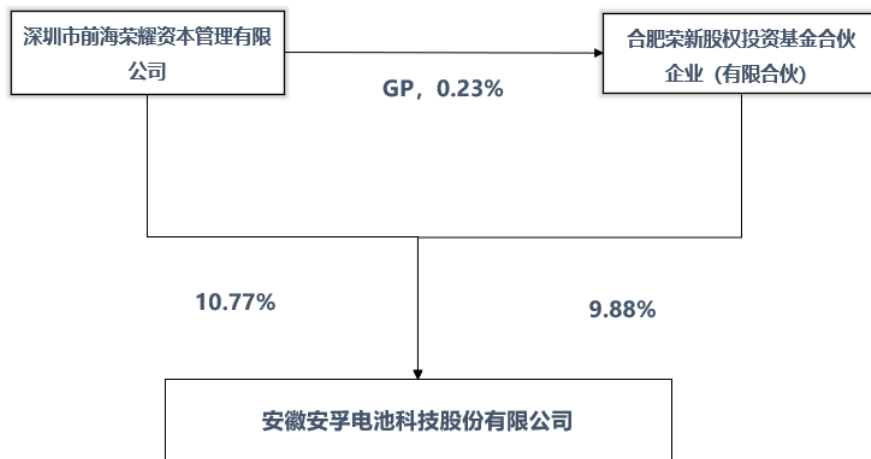 深圳市前海荣耀资本管理有限
公司
合肥荣新股权投资基金合伙
企业（有限合伙）
GP，0.23%
10.77%
9.88%
安徽安孚电池科技股份有限公司